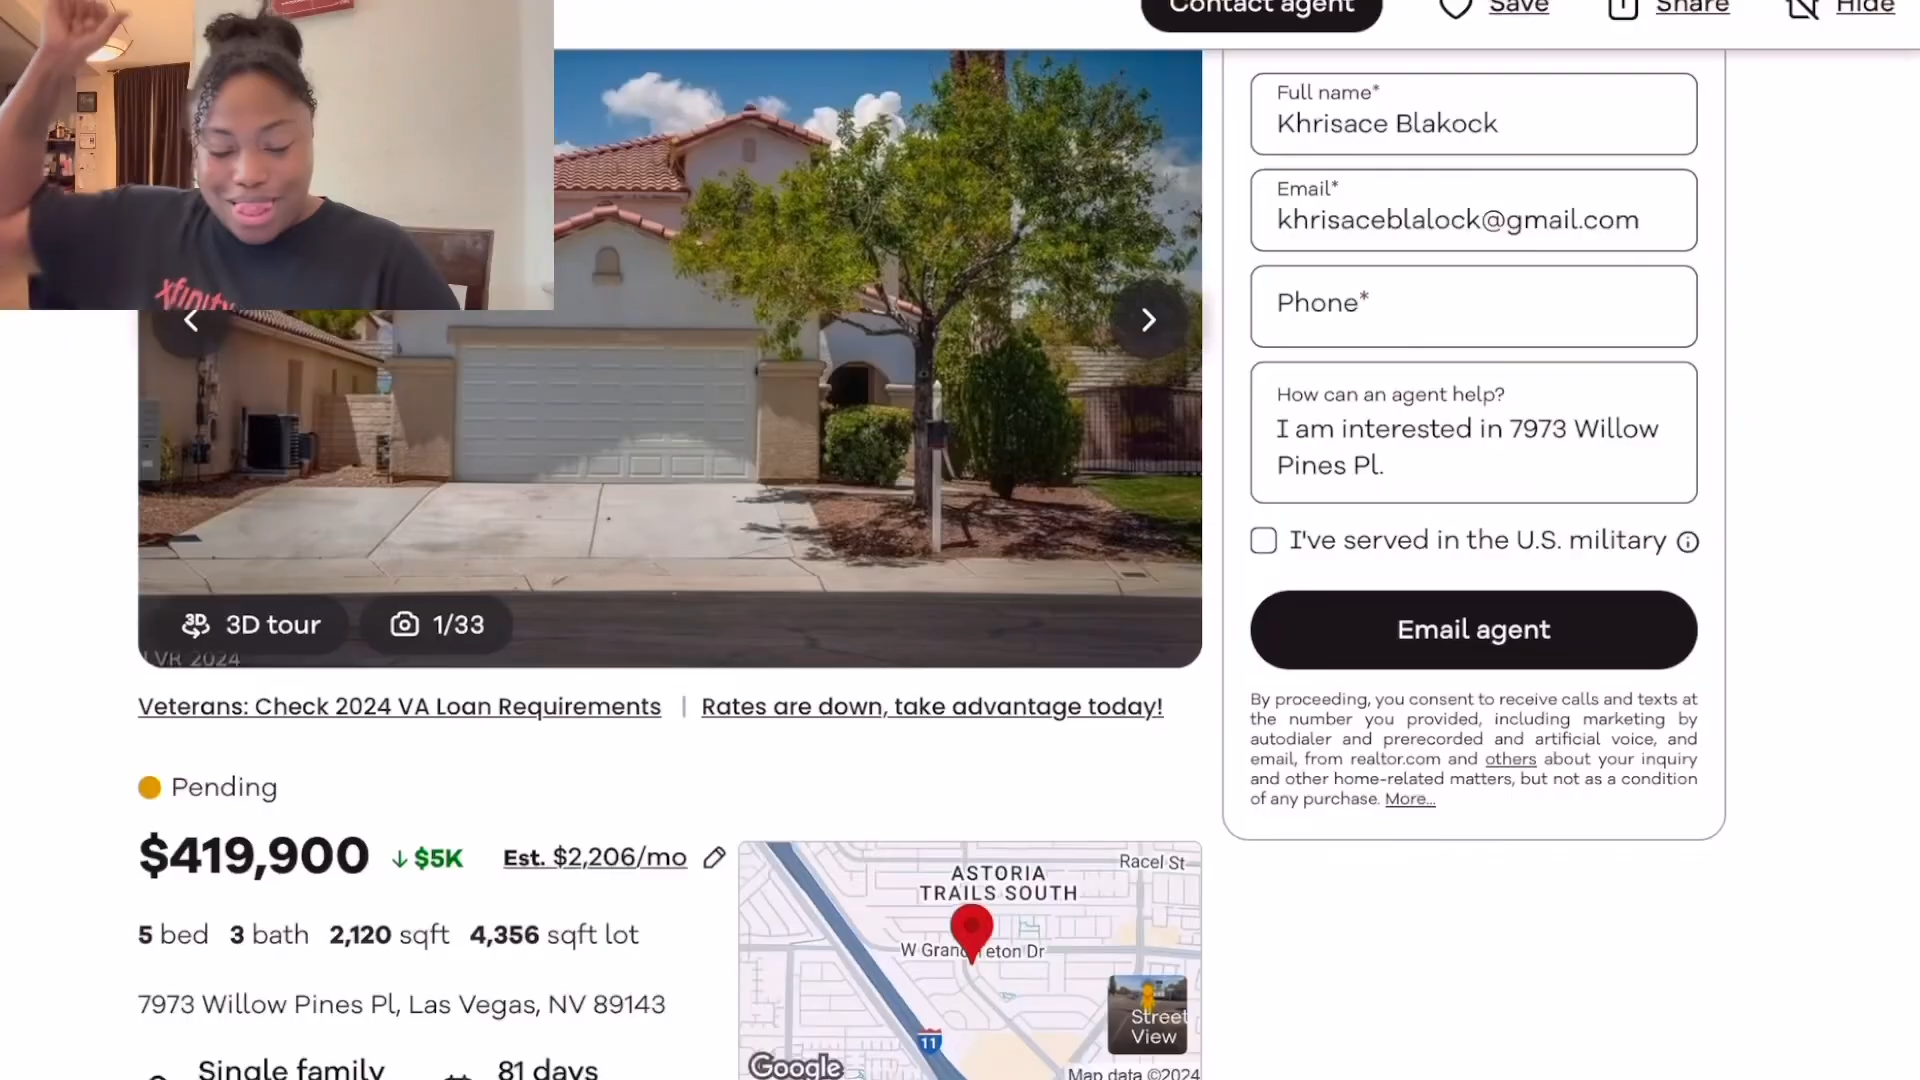 Contact agent
Save
Share
Hide
xfinity
Full name*
Khrisace Blakock
Email*
khrisaceblalock@gmail.com
Phone*
How can an agent help?
I am interested in 7973 Willow
Pines Pl.
I've served in the U.S. military
Email agent
By proceeding, you consent to receive calls and texts at
the number you provided, including marketing by
autodialer and prerecorded and artificial voice, and
email, from realtor.com and others about your inquiry
and other home-related matters, but not as a condition
of any purchase. More...
3D tour
1/33
LVR 2024
Veterans: Check 2024 VA Loan Requirements | Rates are down, take advantage today!
Pending
$419,900 ↓ $5K Est. $2,206/mo
5 bed 3 bath 2,120 sqft 4,356 sqft lot
7973 Willow Pines Pl, Las Vegas, NV 89143
Single family
81 days
Racel St
ASTORIA
TRAILS SOUTH
W Grand Teton Dr
11
Street
View
Google
Map data ©2024